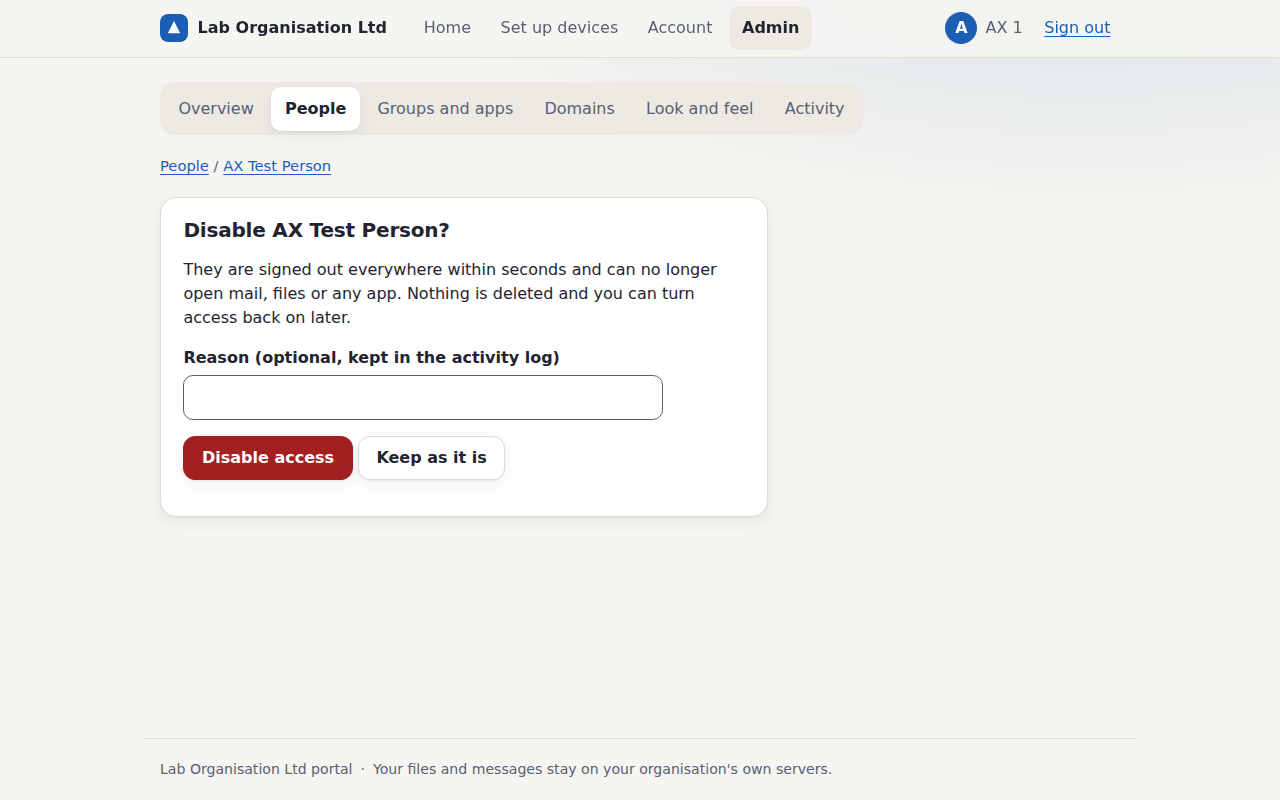 Lab Organisation Ltd Home Set up devices Account Admin A AX 1 Sign out
Overview People Groups and apps Domains Look and feel Activity
People / AX Test Person
Disable AX Test Person?
They are signed out everywhere within seconds and can no longer
open mail, files or any app. Nothing is deleted and you can turn
access back on later.
Reason (optional, kept in the activity log)
Disable access Keep as it is
Lab Organisation Ltd portal · Your files and messages stay on your organisation's own servers.